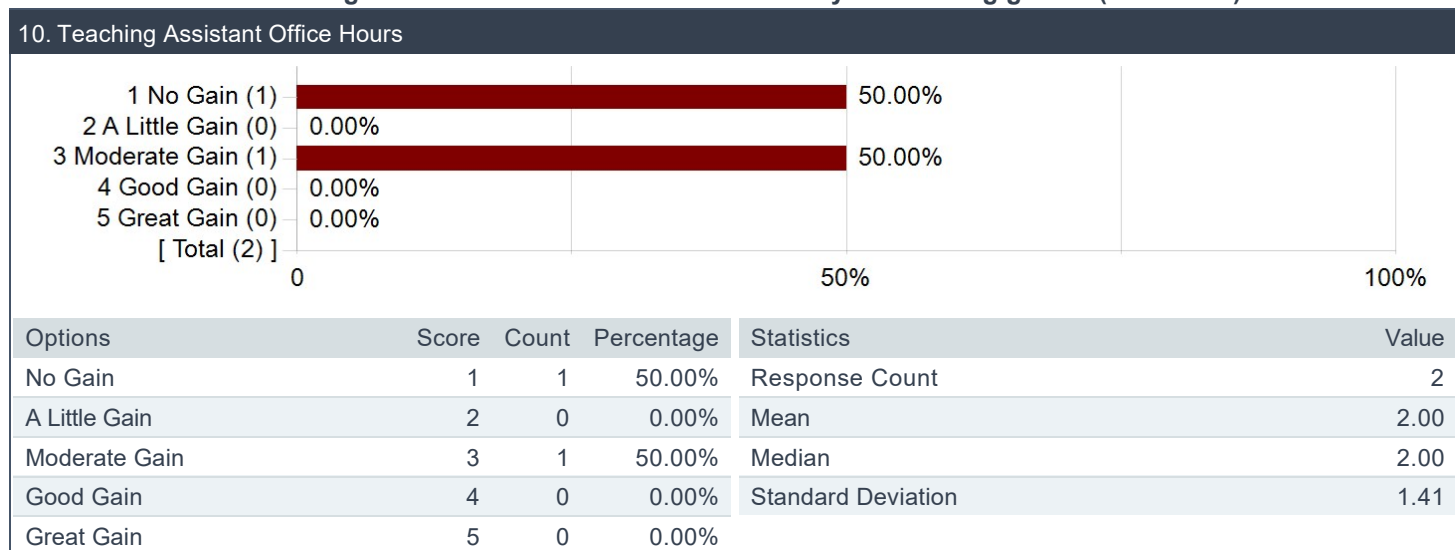 10. Teaching Assistant Office Hours
1 No Gain (1)
50.00%
2 A Little Gain (0)
0.00%
3 Moderate Gain (1)
50.00%
4 Good Gain (0)
0.00%
5 Great Gain (0)
0.00%
[ Total (2) ]
0 50% 100%
Options Score Count Percentage
No Gain 1 1 50.00%
A Little Gain 2 0 0.00%
Moderate Gain 3 1 50.00%
Good Gain 4 0 0.00%
Great Gain 5 0 0.00%
Statistics Value
Response Count 2
Mean 2.00
Median 2.00
Standard Deviation 1.41